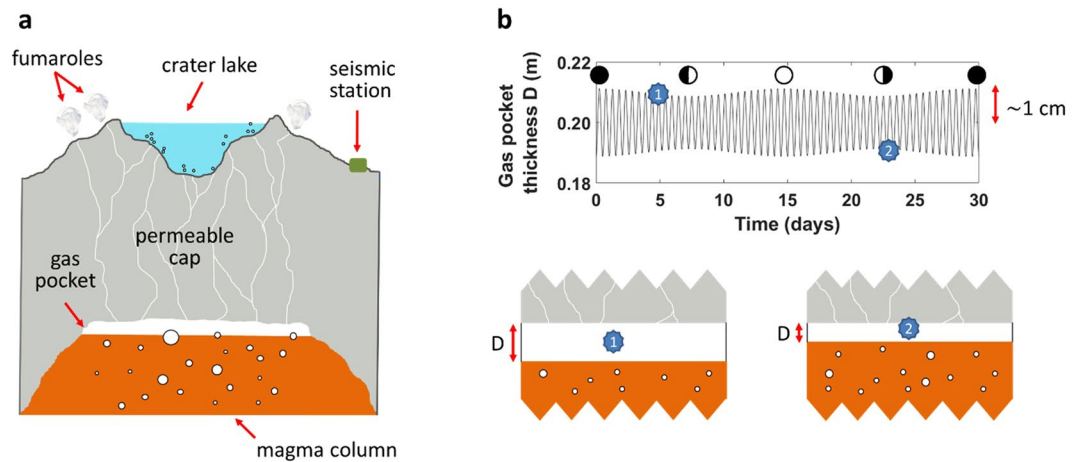 a
fumaroles
crater lake
seismic
station
permeable
cap
gas
pocket
magma column
b
Gas pocket
thickness D (m)
0.22
0.20
0.18
1
2
~1 cm
0
5
10
15
20
25
30
Time (days)
D
1
D
2